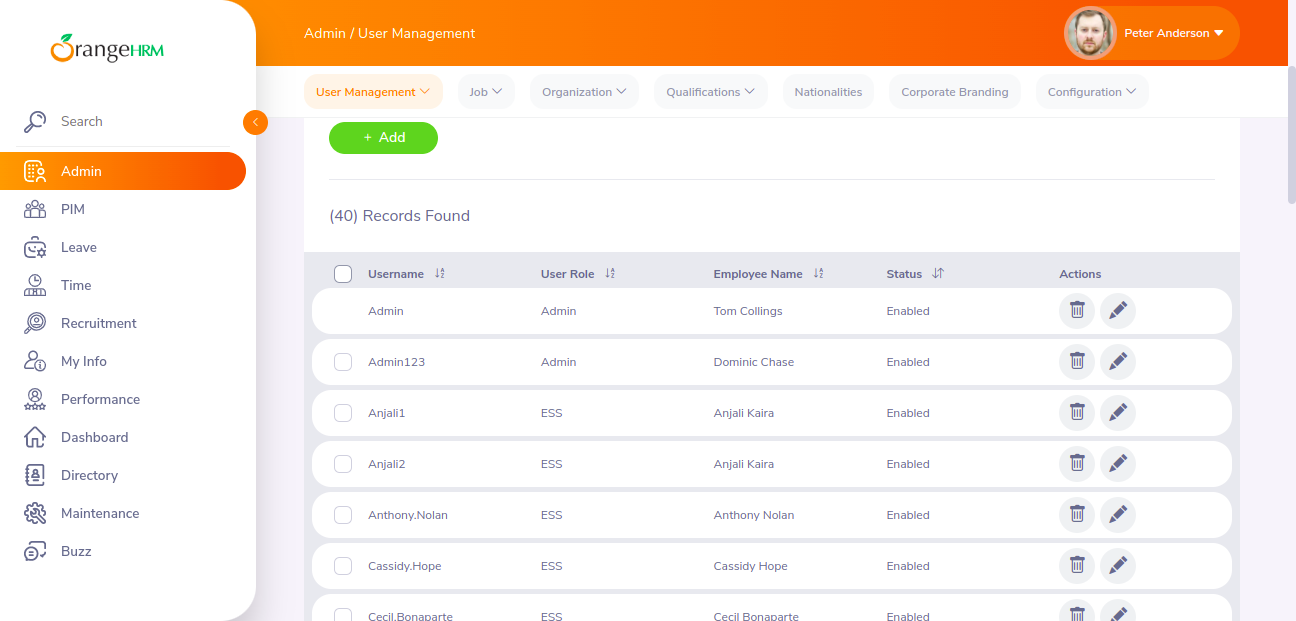 OrangeHRM
Admin / User Management
Peter Anderson
User Management
Job
Organization
Qualifications
Nationalities
Corporate Branding
Configuration
Search
Admin
PIM
Leave
Time
Recruitment
My Info
Performance
Dashboard
Directory
Maintenance
Buzz
+ Add
(40) Records Found
Username User Role Employee Name Status Actions
Admin Admin Tom Collings Enabled
Admin123 Admin Dominic Chase Enabled
Anjali1 ESS Anjali Kaira Enabled
Anjali2 ESS Anjali Kaira Enabled
Anthony.Nolan ESS Anthony Nolan Enabled
Cassidy.Hope ESS Cassidy Hope Enabled
Cecil.Bonaparte ESS Cecil Bonaparte Enabled